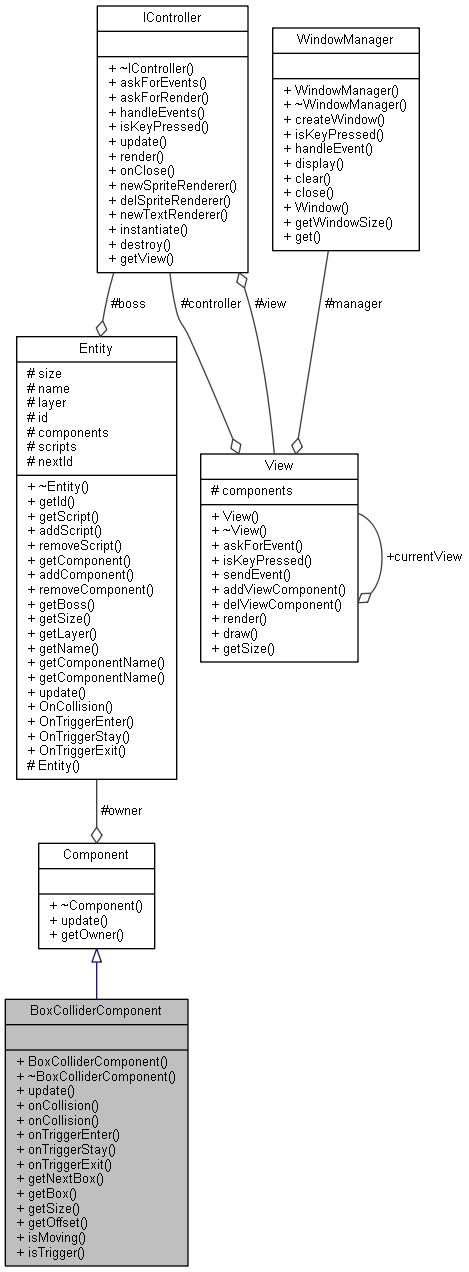 IController
+ ~IController()
+ askForEvents()
+ askForRender()
+ handleEvents()
+ isKeyPressed()
+ update()
+ render()
+ onClose()
+ newSpriteRenderer()
+ delSpriteRenderer()
+ newTextRenderer()
+ instantiate()
+ destroy()
+ getView()
WindowManager
+ WindowManager()
+ ~WindowManager()
+ createWindow()
+ isKeyPressed()
+ handleEvent()
+ display()
+ clear()
+ close()
+ Window()
+ getWindowSize()
+ get()
#boss
#controller
#view
#manager
Entity
# size
# name
# layer
# id
# components
# scripts
# nextId
+ ~Entity()
+ getId()
+ getScript()
+ addScript()
+ removeScript()
+ getComponent()
+ addComponent()
+ removeComponent()
+ getBoss()
+ getSize()
+ getLayer()
+ getName()
+ getComponentName()
+ getComponentName()
+ update()
+ OnCollision()
+ OnTriggerEnter()
+ OnTriggerStay()
+ OnTriggerExit()
# Entity()
View
# components
+ View()
+ ~View()
+ askForEvent()
+ isKeyPressed()
+ sendEvent()
+ addViewComponent()
+ delViewComponent()
+ render()
+ draw()
+ getSize()
+currentView
#owner
Component
+ ~Component()
+ update()
+ getOwner()
BoxColliderComponent
+ BoxColliderComponent()
+ ~BoxColliderComponent()
+ update()
+ onCollision()
+ onCollision()
+ onTriggerEnter()
+ onTriggerStay()
+ onTriggerExit()
+ getNextBox()
+ getBox()
+ getSize()
+ getOffset()
+ isMoving()
+ isTrigger()